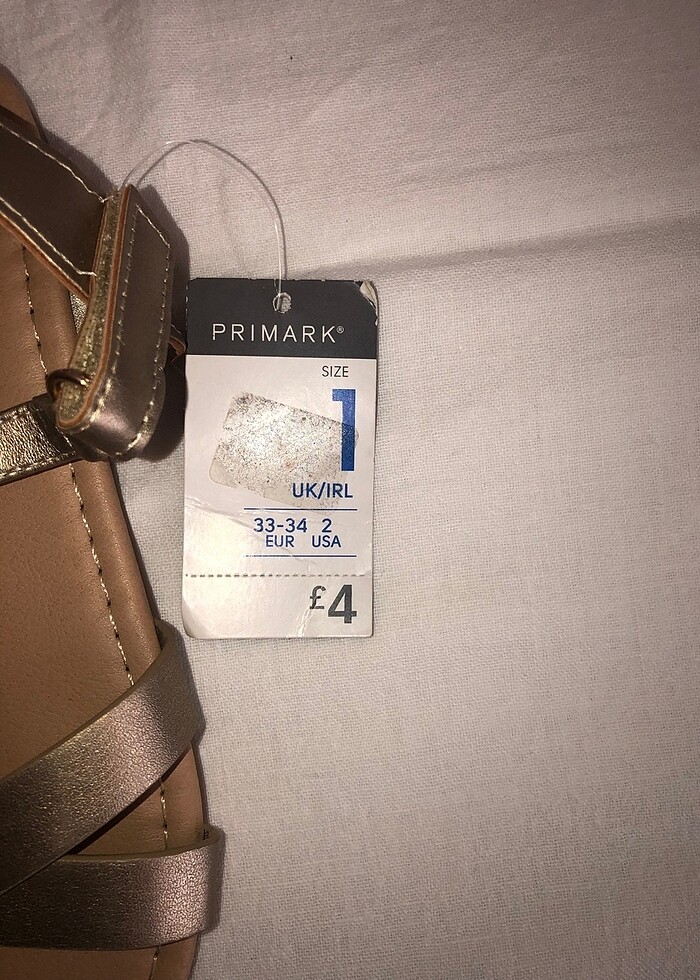 PRIMARK®
SIZE
1
UK/IRL
33-34 2
EUR USA
£4